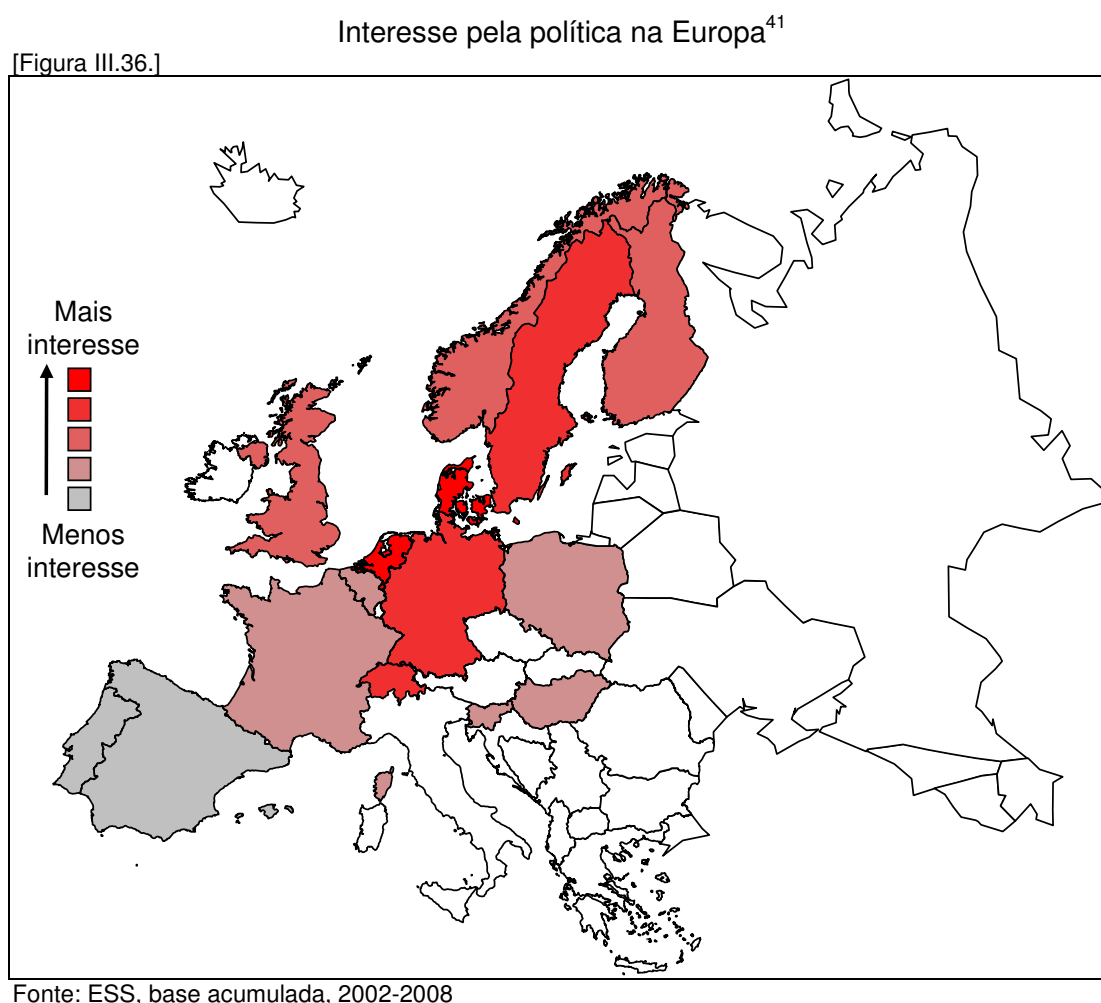 Interesse pela política na Europa41
[Figura III.36.]
Mais
interesse
Menos
interesse
Fonte: ESS, base acumulada, 2002-2008